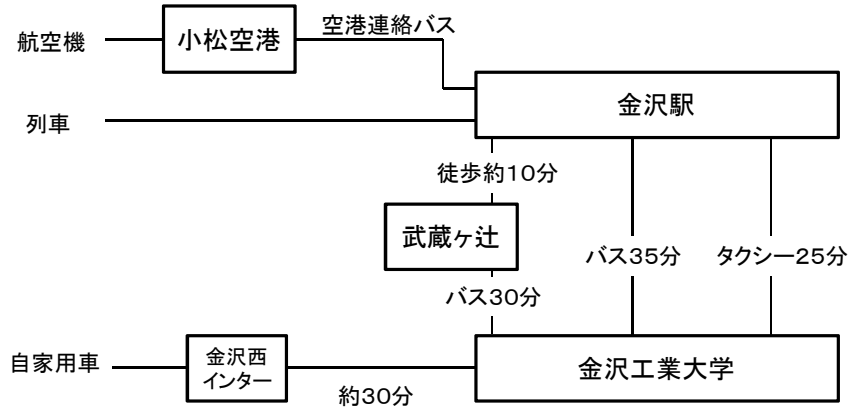 航空機
小松空港
空港連絡バス
列車
金沢駅
徒歩約10分
武蔵ヶ辻
バス30分
バス35分
タクシー25分
自家用車
金沢西
インター
約30分
金沢工業大学